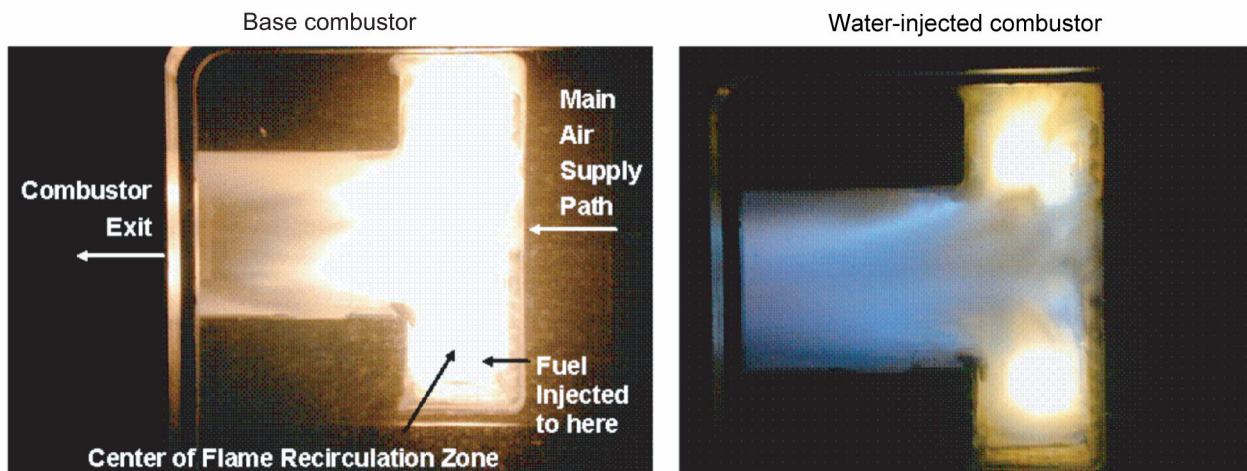 Base combustor
Water-injected combustor
Main
Air
Supply
Path
Combustor
Exit
Fuel
Injected
to here
Center of Flame Recirculation Zone